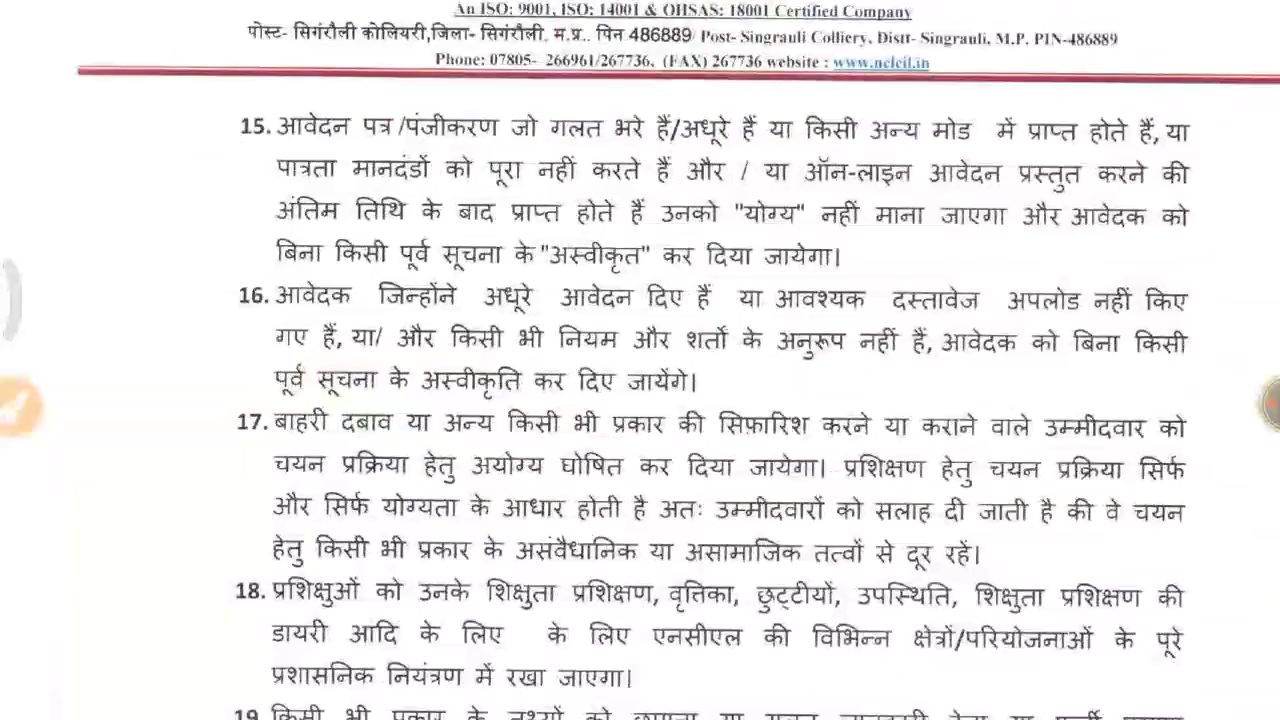 An ISO: 9001, ISO: 14001 & OHSAS: 18001 Certified Company
पोस्ट- सिगंरौली कोलियरी,जिला- सिगंरौली, म.प्र.. पिन 486889/ Post- Singrauli Colliery, Distt- Singrauli, M.P. PIN-486889
Phone: 07805- 266961/267736, (FAX) 267736 website : www.nclcil.in
15. आवेदन पत्र /पंजीकरण जो गलत भरे हैं/अधूरे हैं या किसी अन्य मोड में प्राप्त होते हैं, या
पात्रता मानदंडों को पूरा नहीं करते हैं और / या ऑन-लाइन आवेदन प्रस्तुत करने की
अंतिम तिथि के बाद प्राप्त होते हैं उनको "योग्य" नहीं माना जाएगा और आवेदक को
बिना किसी पूर्व सूचना के "अस्वीकृत" कर दिया जायेगा।
16. आवेदक जिन्होंने अधूरे आवेदन दिए हैं या आवश्यक दस्तावेज अपलोड नहीं किए
गए हैं, या/ और किसी भी नियम और शर्तों के अनुरूप नहीं हैं, आवेदक को बिना किसी
पूर्व सूचना के अस्वीकृति कर दिए जायेंगे।
17. बाहरी दबाव या अन्य किसी भी प्रकार की सिफ़ारिश करने या कराने वाले उम्मीदवार को
चयन प्रक्रिया हेतु अयोग्य घोषित कर दिया जायेगा। प्रशिक्षण हेतु चयन प्रक्रिया सिर्फ
और सिर्फ योग्यता के आधार होती है अतः उम्मीदवारों को सलाह दी जाती है की वे चयन
हेतु किसी भी प्रकार के असंवैधानिक या असामाजिक तत्वों से दूर रहें।
18. प्रशिक्षुओं को उनके शिक्षुता प्रशिक्षण, वृत्तिका, छुट्टीयों, उपस्थिति, शिक्षुता प्रशिक्षण की
डायरी आदि के लिए के लिए एनसीएल की विभिन्न क्षेत्रों/परियोजनाओं के पूरे
प्रशासनिक नियंत्रण में रखा जाएगा।
19. किसी भी प्रकार के तथ्यों को